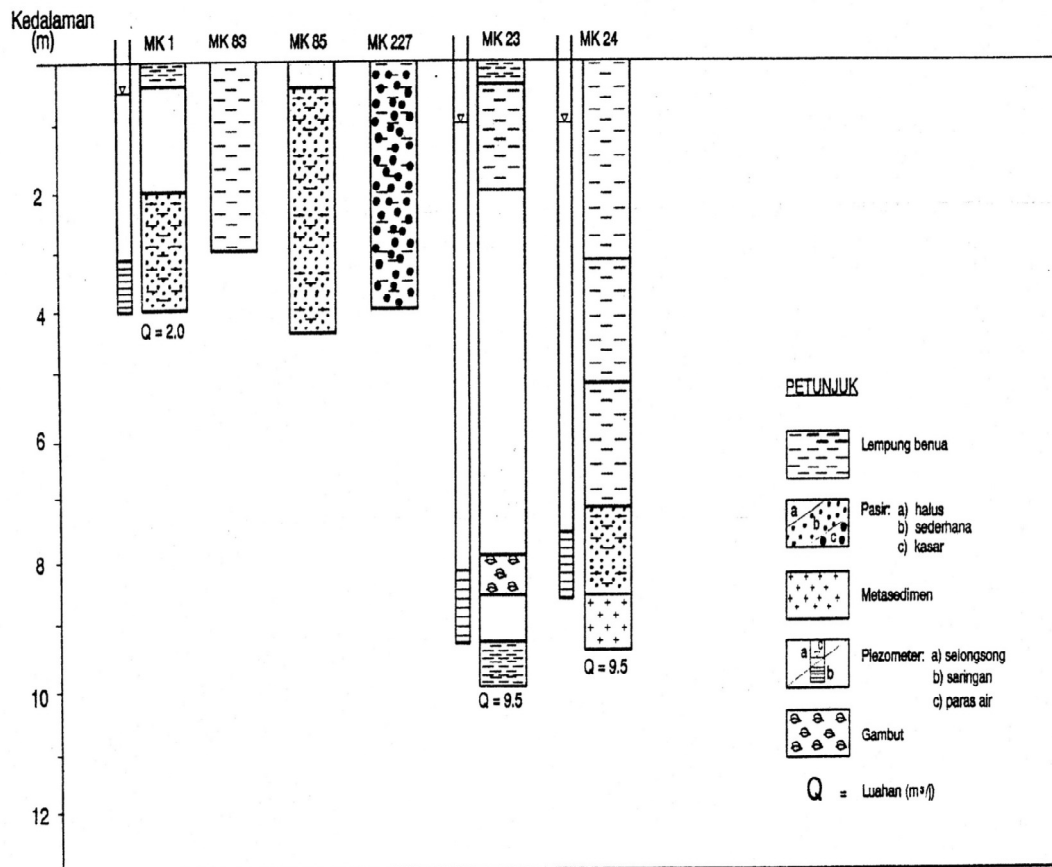 Kedalaman
(m)
MK 1
MK 83
MK 85
MK 227
MK 23
MK 24
2
4
6
8
10
12
Q = 2.0
Q = 9.5
Q = 9.5
PETUNJUK
Lempung benua
a
b
c
Pasir: a) halus
b) sederhana
c) kasar
Metasedimen
a
c
b
Piezometer: a) selongsong
b) saringan
c) paras air
Gambut
Q = Luahan (m³/j)